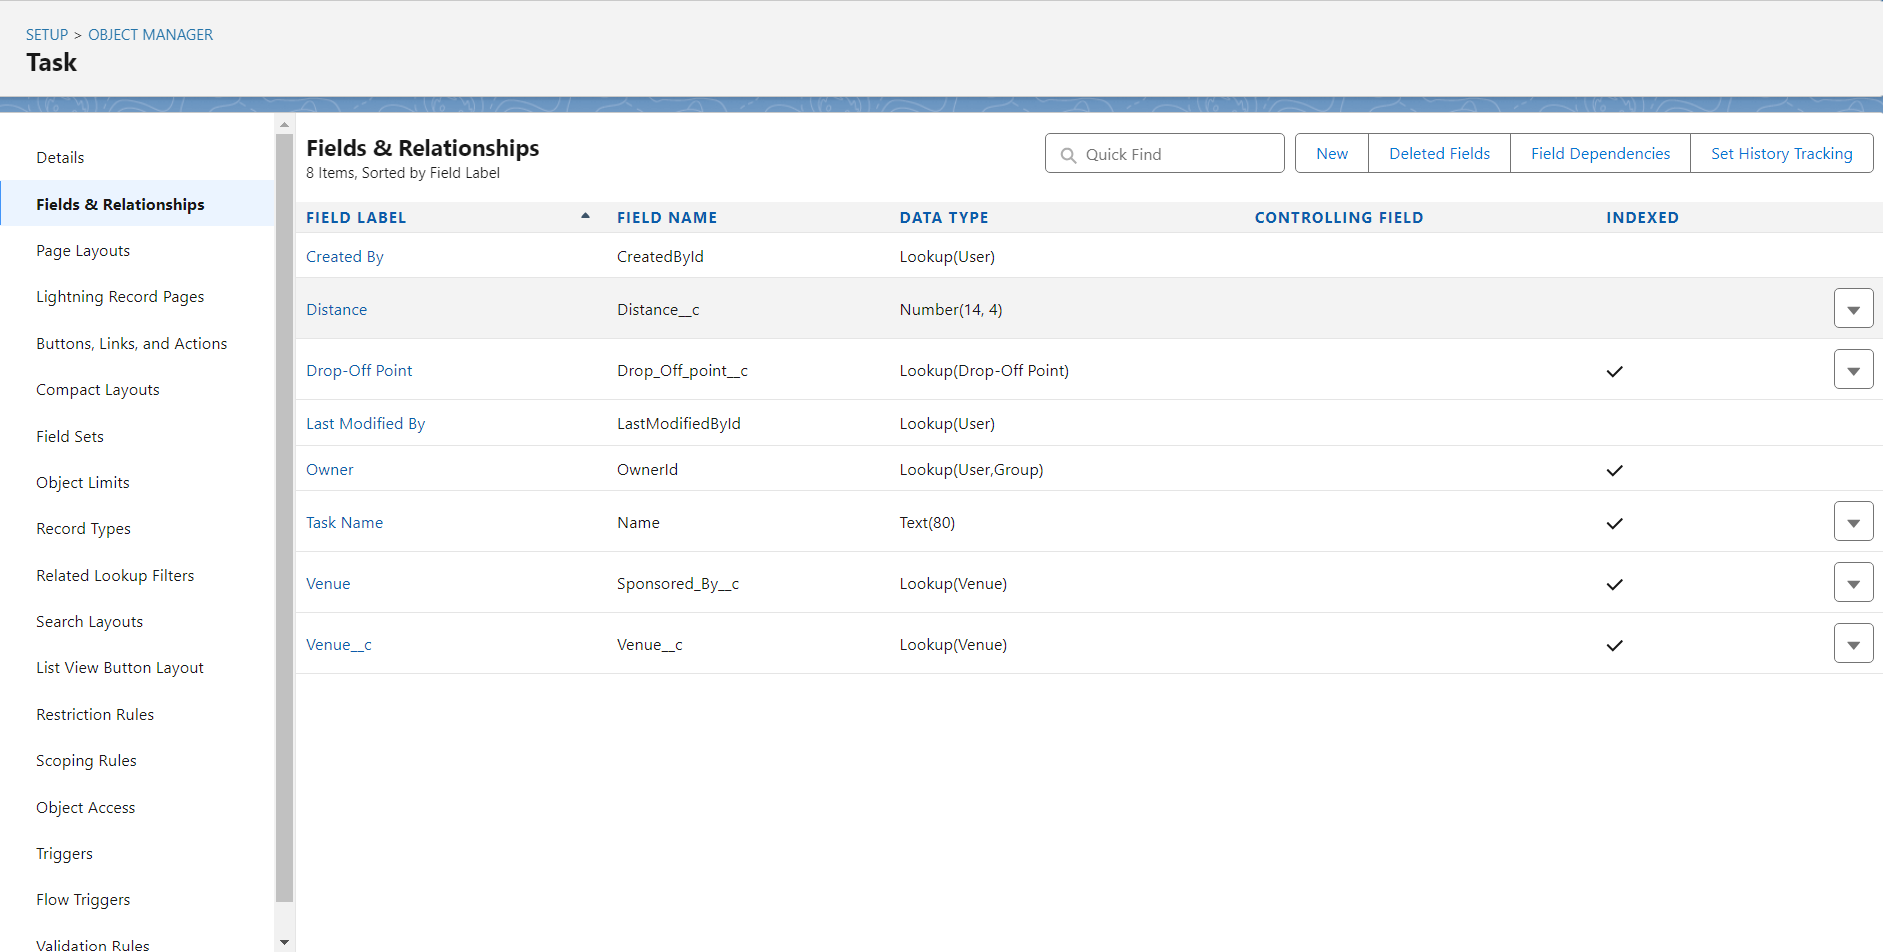 SETUP > OBJECT MANAGER
Task
Details
Fields & Relationships
Page Layouts
Lightning Record Pages
Buttons, Links, and Actions
Compact Layouts
Field Sets
Object Limits
Record Types
Related Lookup Filters
Search Layouts
List View Button Layout
Restriction Rules
Scoping Rules
Object Access
Triggers
Flow Triggers
Validation Rules
Fields & Relationships
8 Items, Sorted by Field Label
Quick Find
New Deleted Fields Field Dependencies Set History Tracking
FIELD LABEL FIELD NAME DATA TYPE CONTROLLING FIELD INDEXED
Created By CreatedById Lookup(User)
Distance Distance__c Number(14, 4)
Drop-Off Point Drop_Off_point__c Lookup(Drop-Off Point)
Last Modified By LastModifiedById Lookup(User)
Owner OwnerId Lookup(User,Group)
Task Name Name Text(80)
Venue Sponsored_By__c Lookup(Venue)
Venue__c Venue__c Lookup(Venue)